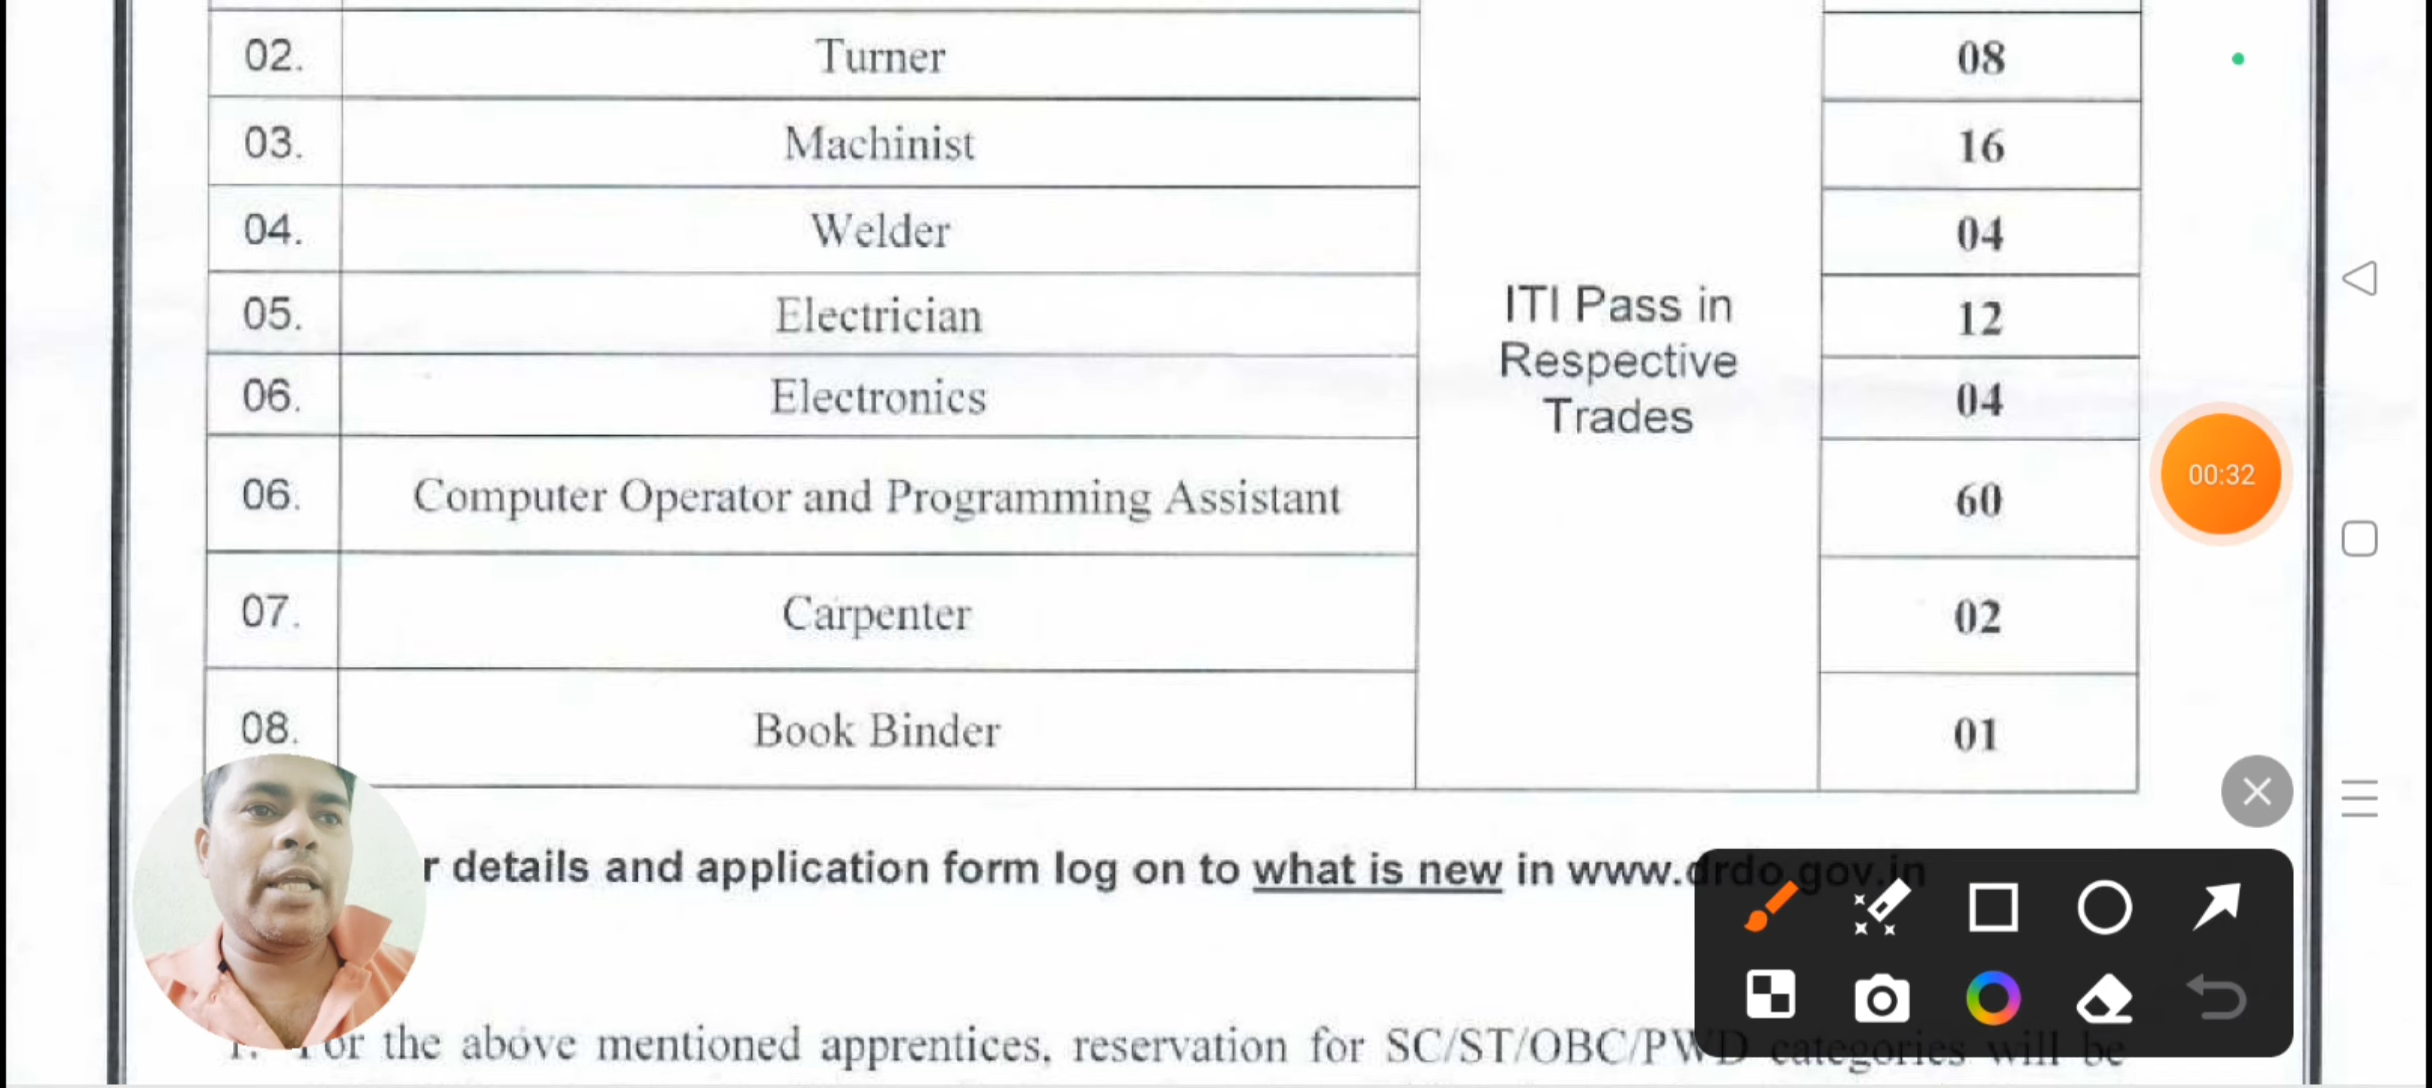 02. Turner 08
03. Machinist 16
04. Welder 04
05. Electrician 12
06. Electronics 04
ITI Pass in
Respective
Trades
06. Computer Operator and Programming Assistant 60
00:32
07. Carpenter 02
08. Book Binder 01
r details and application form log on to what is new in www.drdo.gov.in
1. For the above mentioned apprentices, reservation for SC/ST/OBC/PWD categories will be